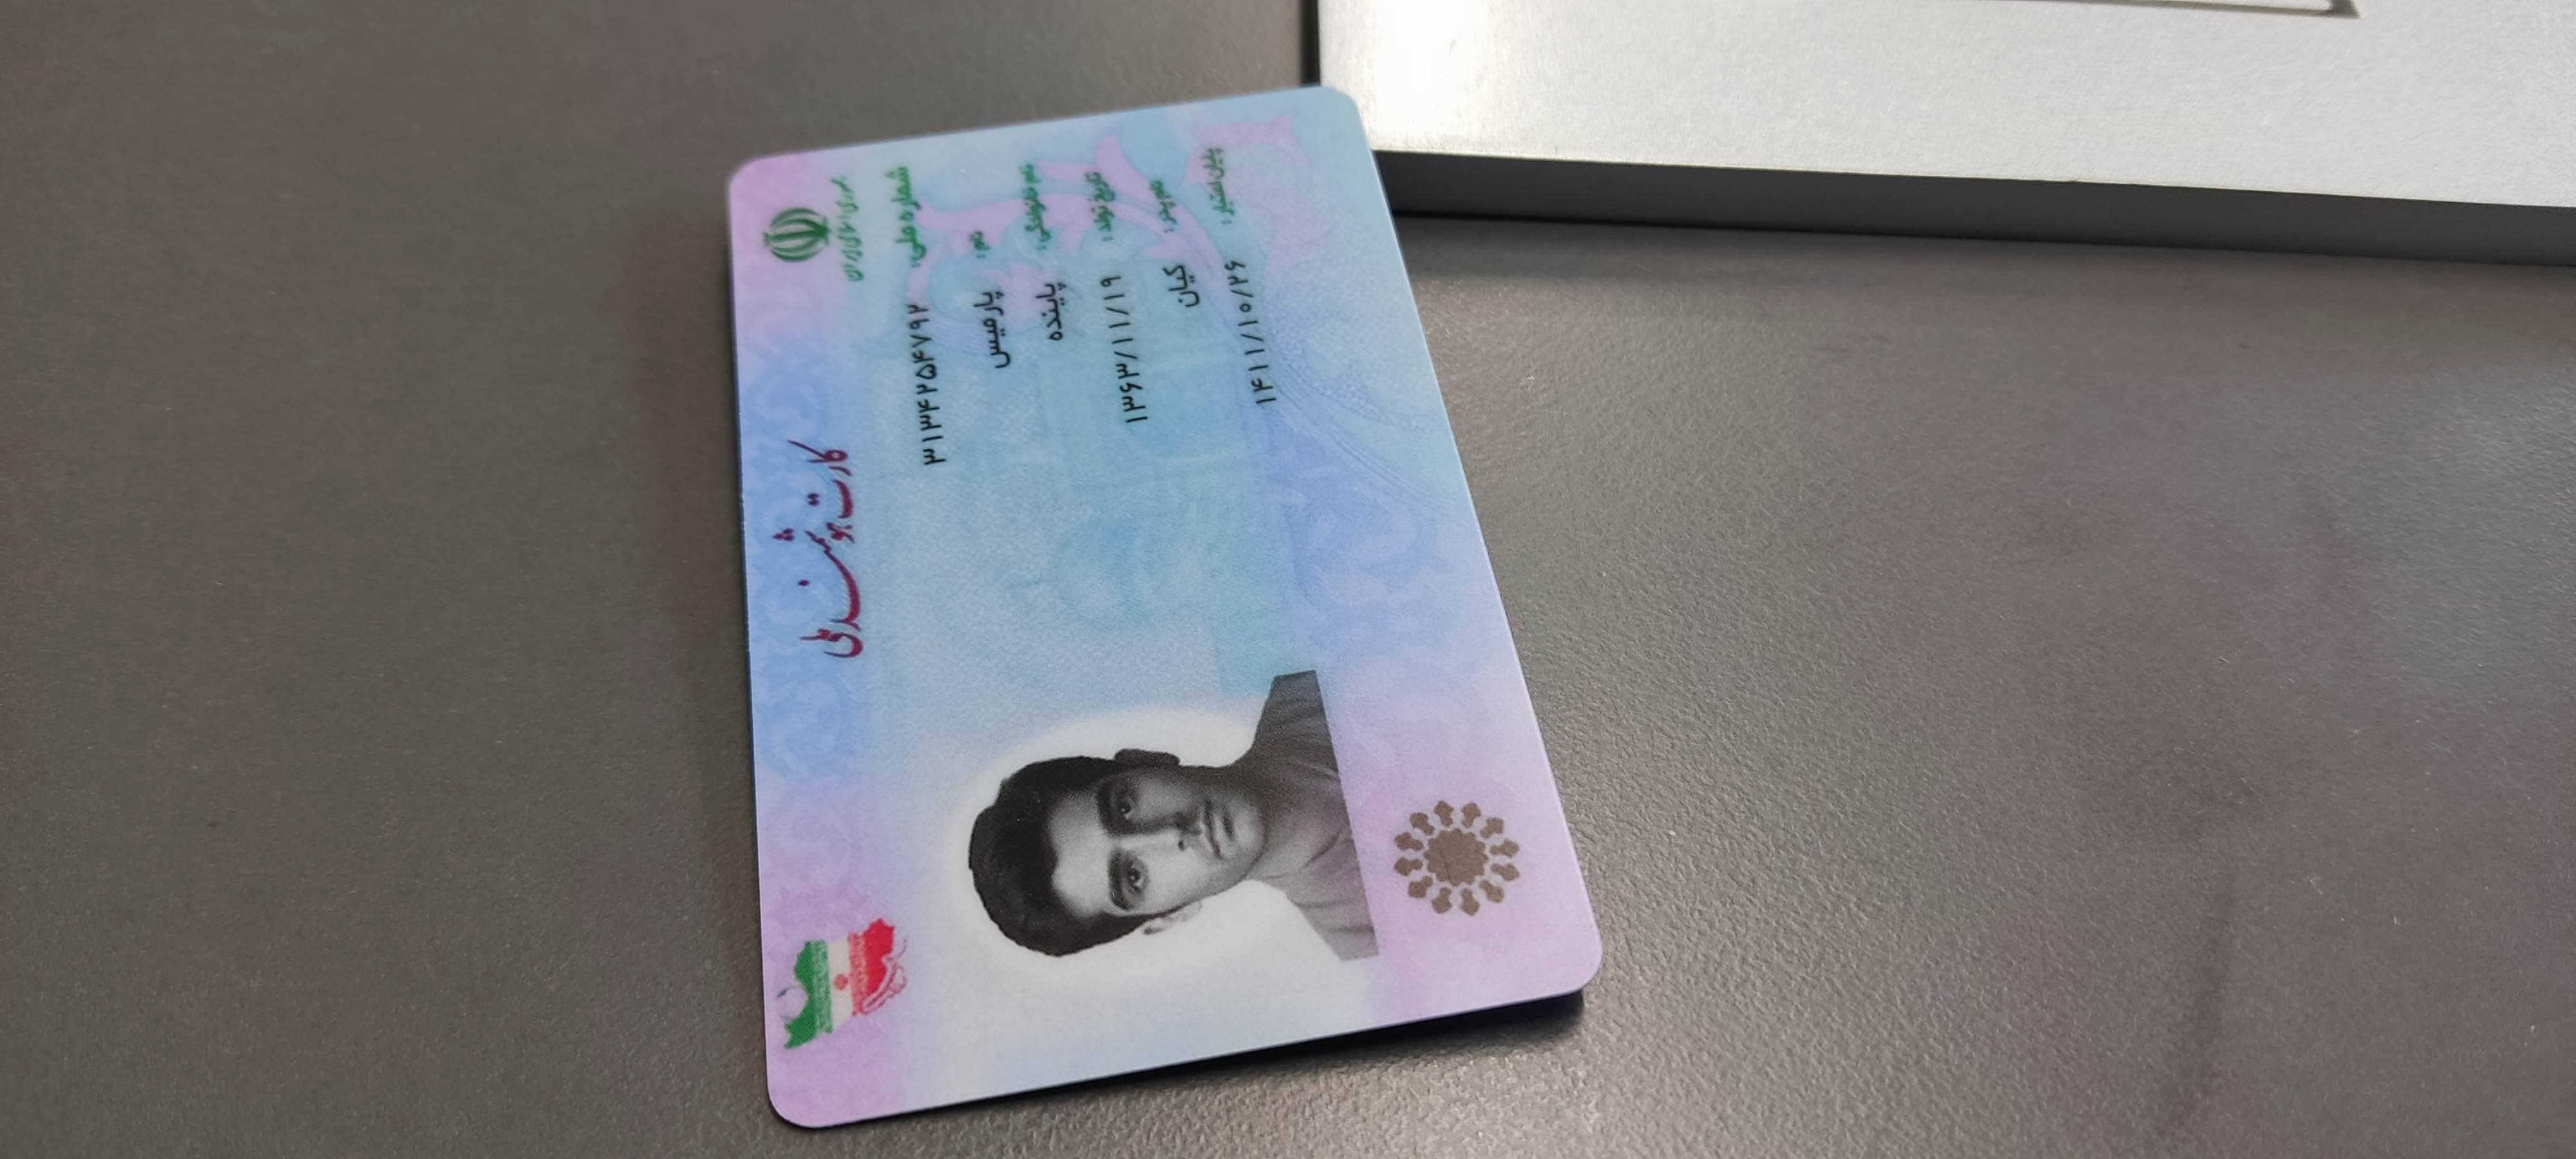 جمهوری اسلامی ایران
کارت هوشمند ملی
شماره ملی: ۳۱۳۴۲۵۴۷۹۲
نام: پارمیس
نام خانوادگی: پاینده
تاریخ تولد: ۱۳۶۳/۱۱/۱۹
نام پدر: کیان
پایان اعتبار: ۱۴۱۱/۱۰/۲۶